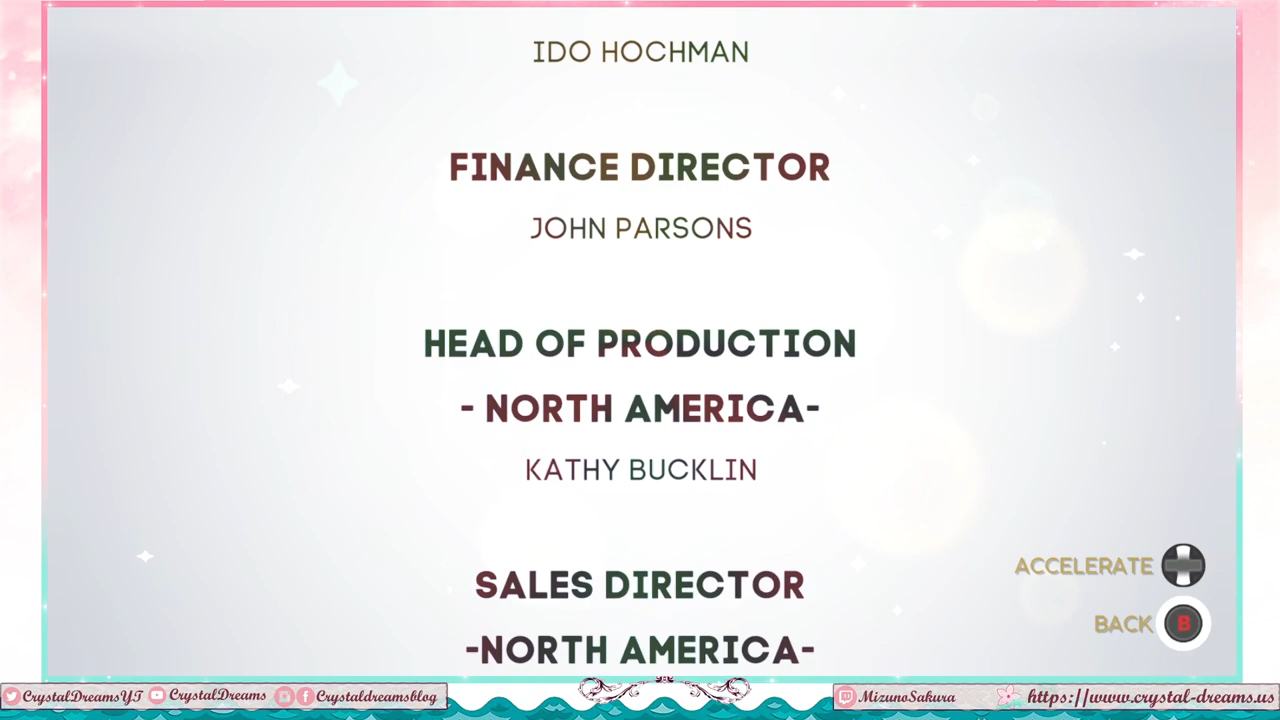 IDO HOCHMAN
FINANCE DIRECTOR
JOHN PARSONS
HEAD OF PRODUCTION
- NORTH AMERICA-
KATHY BUCKLIN
SALES DIRECTOR
-NORTH AMERICA-
ACCELERATE
BACK B
CrystalDreamsYT CrystalDreams Crystaldreamsblog MizunoSakura https://www.crystal-dreams.us